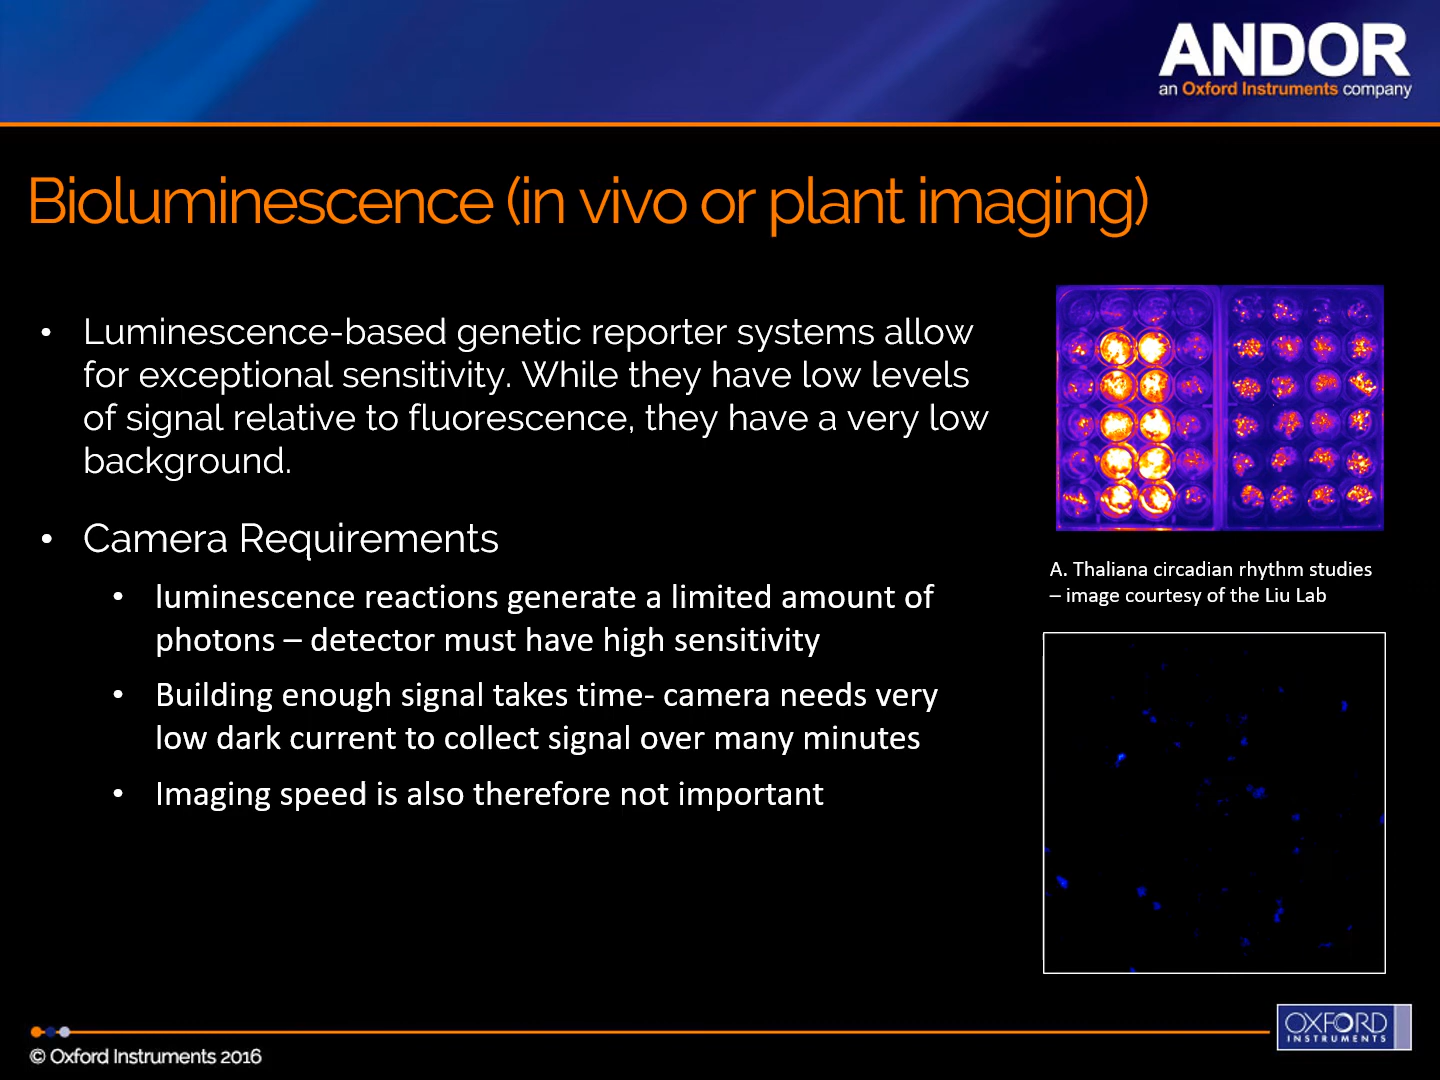 ANDOR
an Oxford Instruments company
Bioluminescence (in vivo or plant imaging)
• Luminescence-based genetic reporter systems allow
for exceptional sensitivity. While they have low levels
of signal relative to fluorescence, they have a very low
background.
• Camera Requirements
• luminescence reactions generate a limited amount of
photons – detector must have high sensitivity
• Building enough signal takes time- camera needs very
low dark current to collect signal over many minutes
• Imaging speed is also therefore not important
A. Thaliana circadian rhythm studies
– image courtesy of the Liu Lab
OXFORD
INSTRUMENTS
© Oxford Instruments 2016